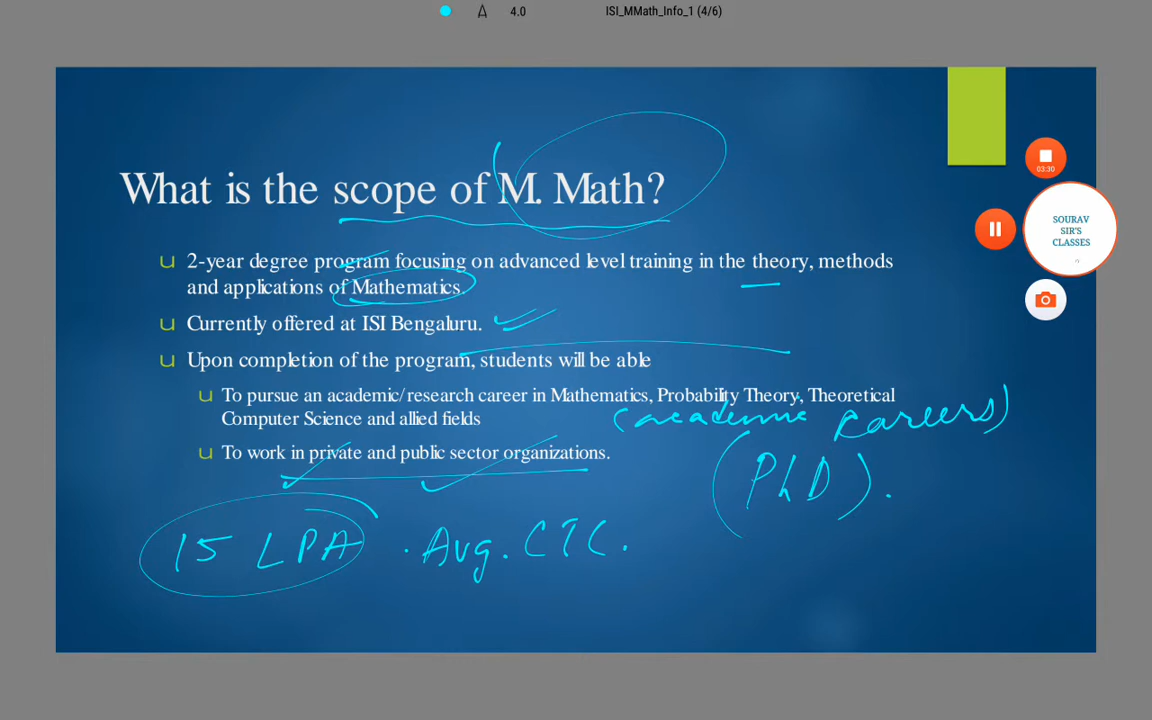 4.0 ISI_MMath_Info_1 (4/6)
03:30
SOURAV
SIR'S
CLASSES
What is the scope of M. Math?
u 2-year degree program focusing on advanced level training in the theory, methods
and applications of Mathematics.
u Currently offered at ISI Bengaluru.
u Upon completion of the program, students will be able
u To pursue an academic/research career in Mathematics, Probability Theory, Theoretical
Computer Science and allied fields
(academic careers)
u To work in private and public sector organizations.
(PhD).
15 LPA . Avg. CTC.